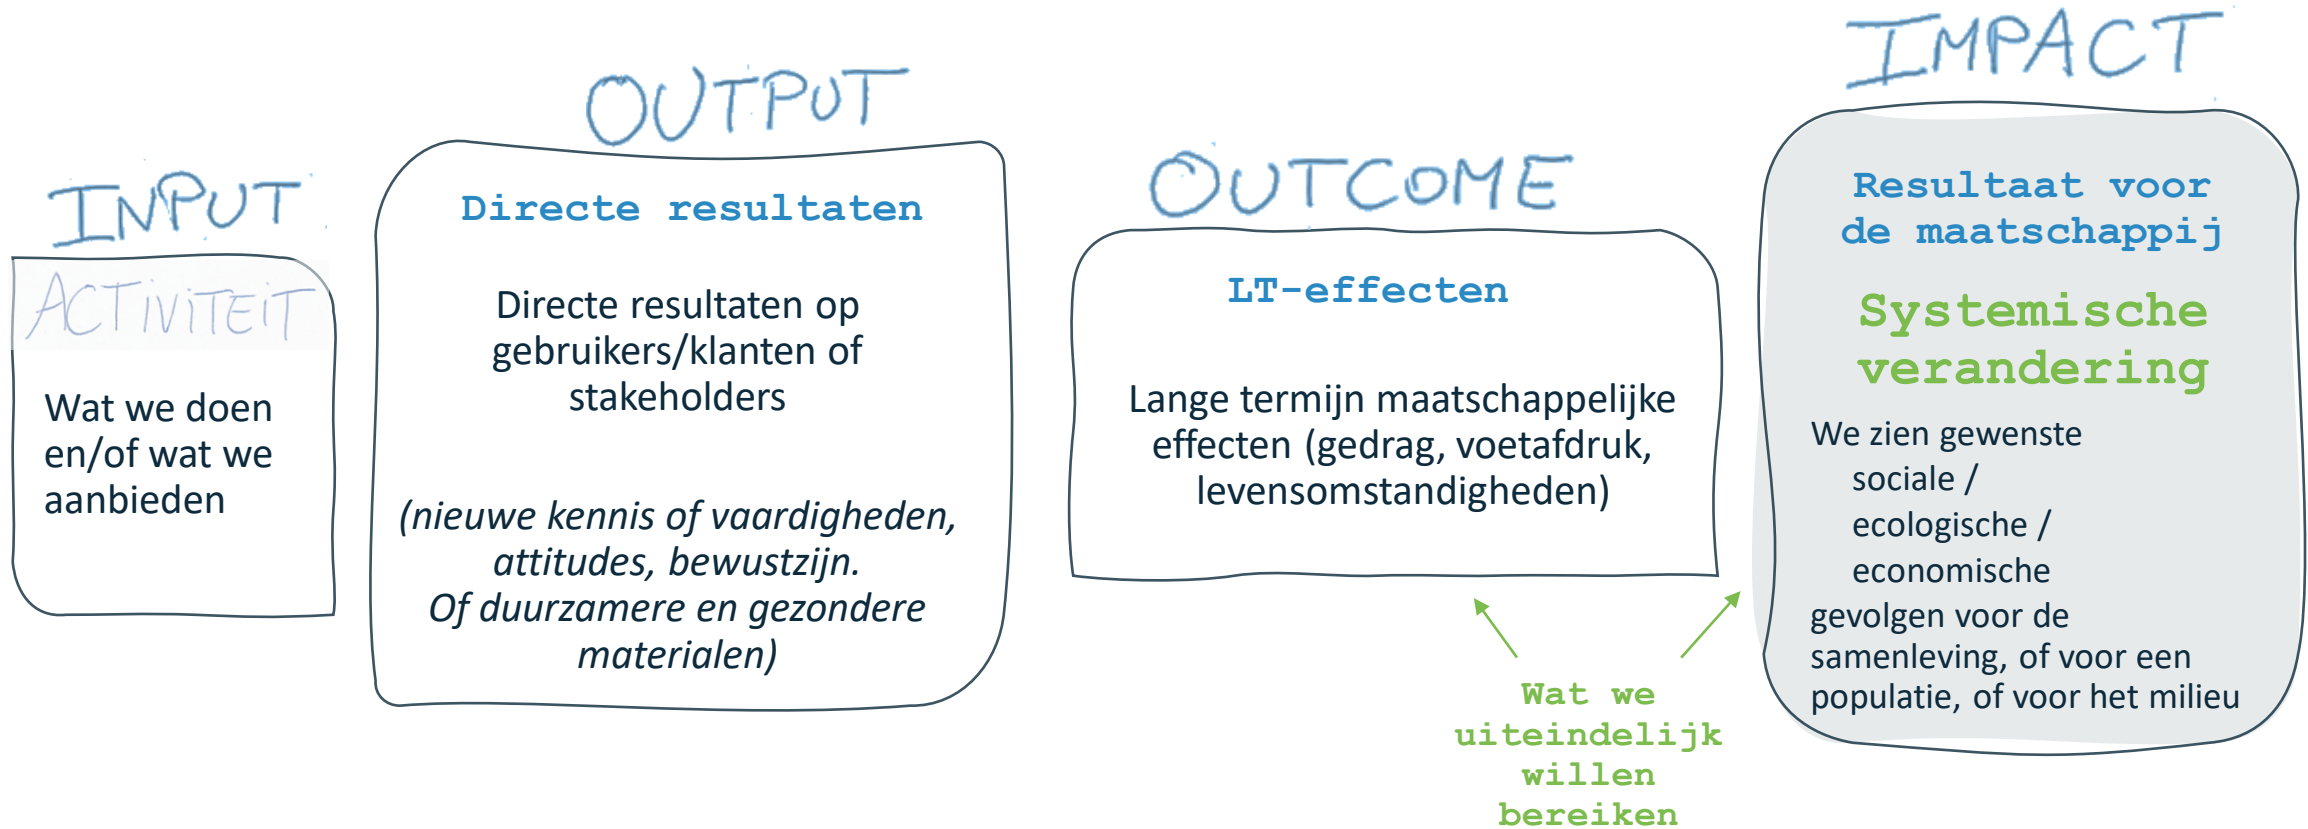 INPUT
ACTIVITEIT
Wat we doen
en/of wat we
aanbieden
OUTPUT
Directe resultaten
Directe resultaten op
gebruikers/klanten of
stakeholders
(nieuwe kennis of vaardigheden,
attitudes, bewustzijn.
Of duurzamere en gezondere
materialen)
OUTCOME
LT-effecten
Lange termijn maatschappelijke
effecten (gedrag, voetafdruk,
levensomstandigheden)
IMPACT
Resultaat voor
de maatschappij
Systemische
verandering
We zien gewenste
sociale /
ecologische /
economische
gevolgen voor de
samenleving, of voor een
populatie, of voor het milieu
Wat we
uiteindelijk
willen
bereiken